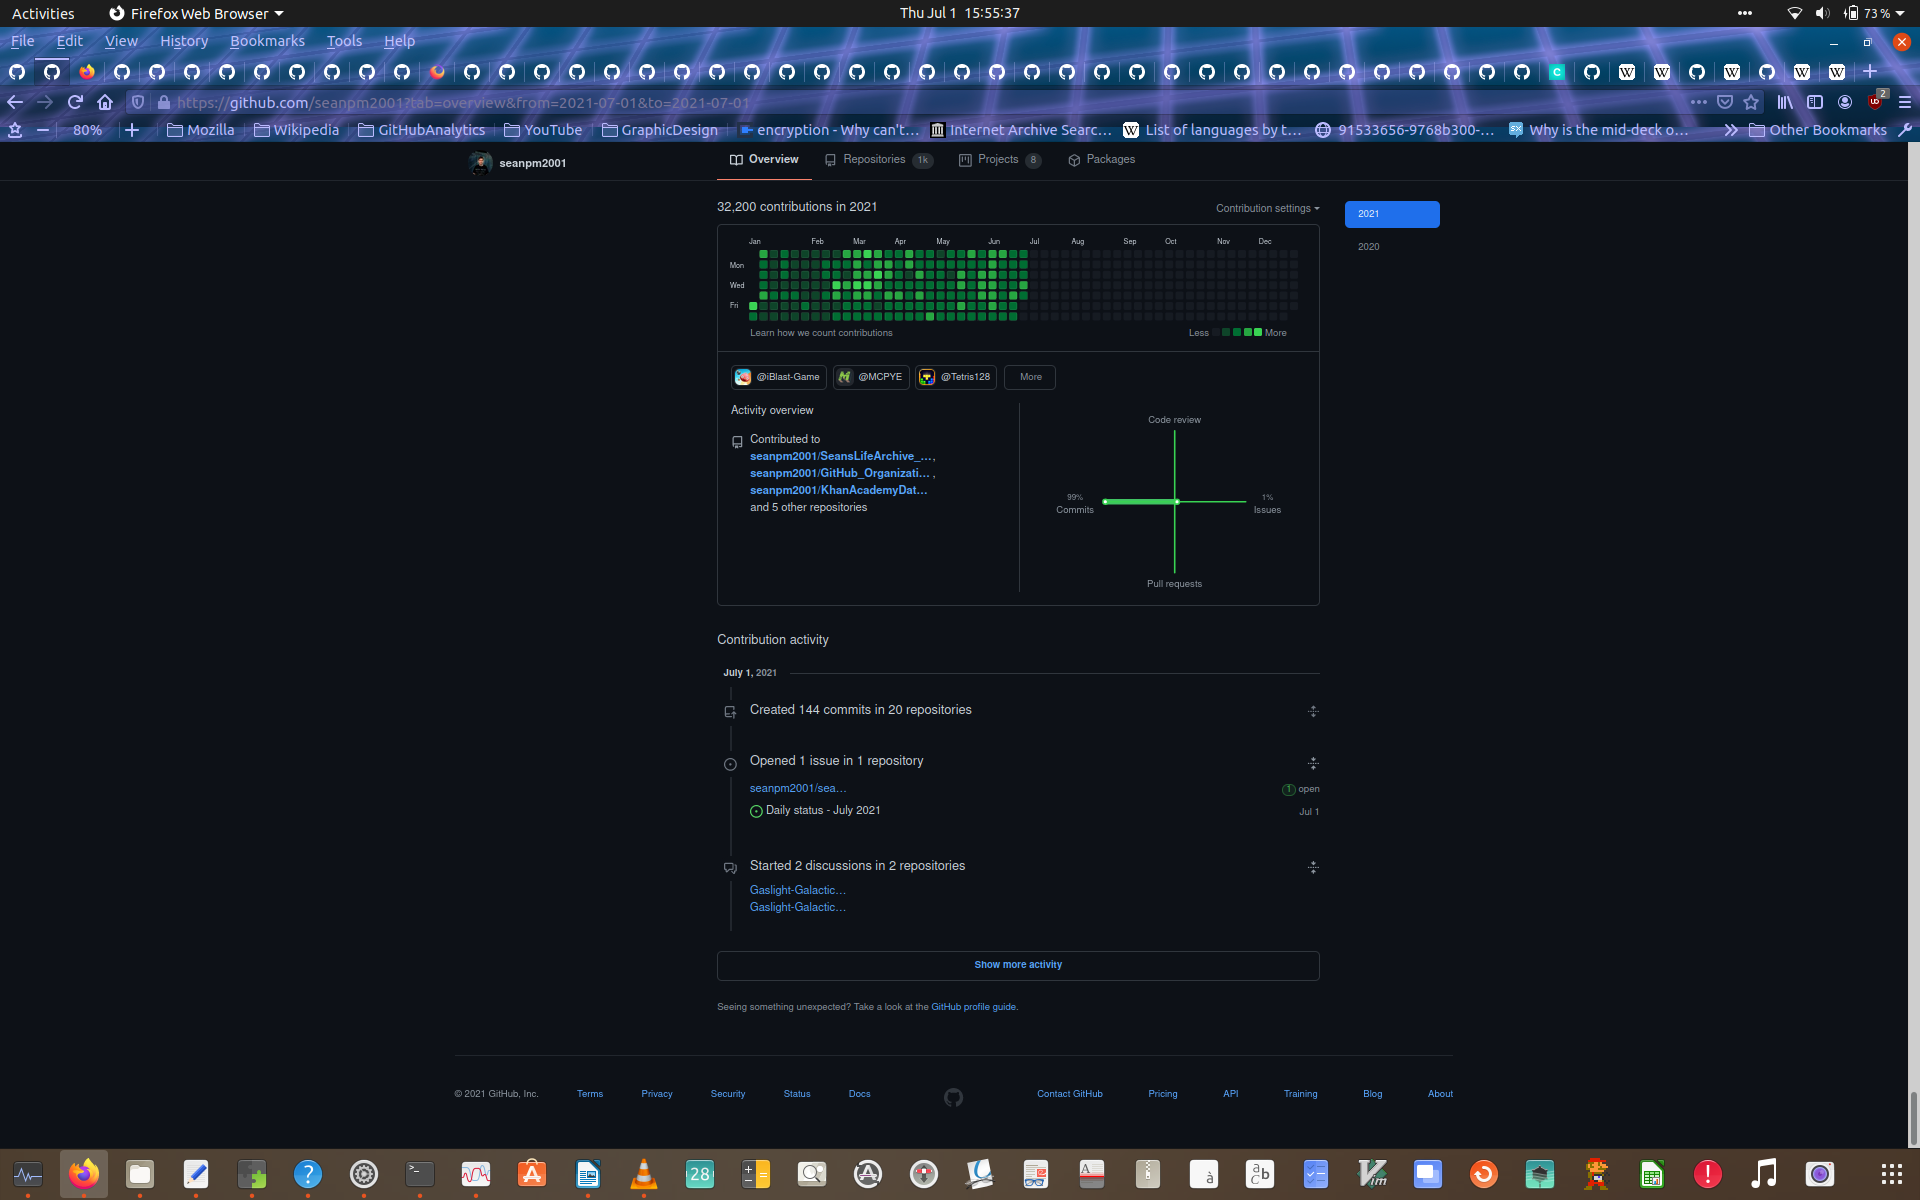 Activities
Firefox Web Browser
Thu Jul 1 15:55:37
73 %
File Edit View History Bookmarks Tools Help
https://github.com/seanpm2001?tab=overview&from=2021-07-01&to=2021-07-01
2
80%
Mozilla
Wikipedia
GitHubAnalytics
YouTube
GraphicDesign
encryption - Why can't…
Internet Archive Searc…
List of languages by t…
91533656-9768b300-…
Why is the mid-deck o…
Other Bookmarks
seanpm2001
Overview
Repositories 1k
Projects 8
Packages
32,200 contributions in 2021
Contribution settings
2021
2020
Jan Feb Mar Apr May Jun Jul Aug Sep Oct Nov Dec
Mon
Wed
Fri
Learn how we count contributions
Less More
@iBlast-Game
@MCPYE
@Tetris128
More
Activity overview
Contributed to
seanpm2001/SeansLifeArchive_…,
seanpm2001/GitHub_Organizati… ,
seanpm2001/KhanAcademyDat…
and 5 other repositories
Code review
99%
Commits
1%
Issues
Pull requests
Contribution activity
July 1, 2021
Created 144 commits in 20 repositories
Opened 1 issue in 1 repository
seanpm2001/sea…
1 open
Daily status - July 2021
Jul 1
Started 2 discussions in 2 repositories
Gaslight-Galactic…
Gaslight-Galactic…
Show more activity
Seeing something unexpected? Take a look at the GitHub profile guide.
© 2021 GitHub, Inc.
Terms
Privacy
Security
Status
Docs
Contact GitHub
Pricing
API
Training
Blog
About
28